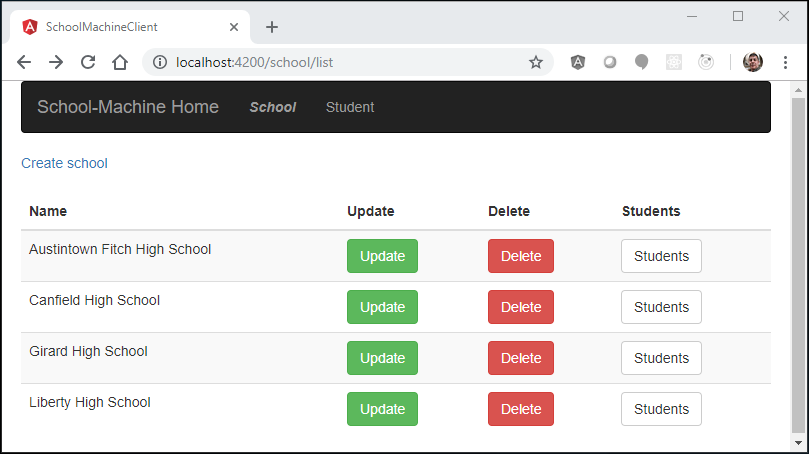 SchoolMachineClient
localhost:4200/school/list
School-Machine Home School Student
Create school
Name Update Delete Students
Austintown Fitch High School Update Delete Students
Canfield High School Update Delete Students
Girard High School Update Delete Students
Liberty High School Update Delete Students